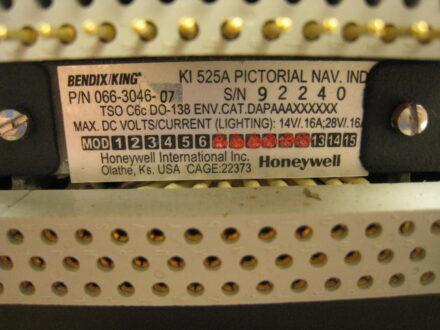 BENDIX/KING® KI 525A PICTORIAL NAV. IND
P/N 066-3046-07 S/N 92240
TSO C6c DO-138 ENV.CAT.DAPAAAXXXXXX
MAX. DC VOLTS/CURRENT (LIGHTING): 14V/.16A;28V/.16A
MOD 1 2 3 4 5 6 13 14 15
Honeywell International Inc. Honeywell
Olathe, Ks. USA CAGE:22373